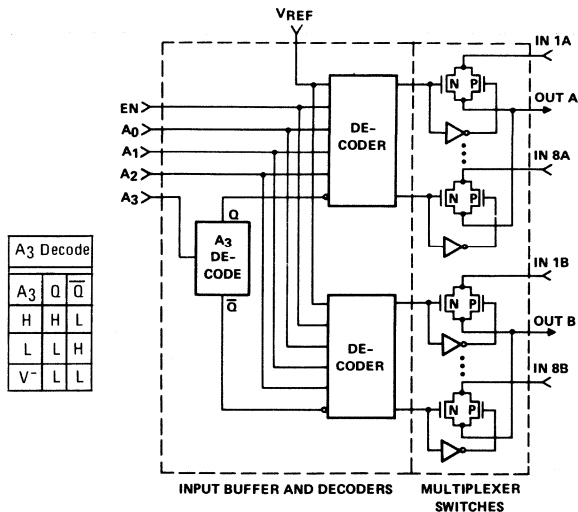 VREF
IN 1A
N P
OUT A
EN
A0
A1
A2
A3
DE-
CODER
IN 8A
N P
Q
A3
DE-
CODE
Q̅
A3 Decode
A3 Q Q̅
H H L
L L H
V- L L
IN 1B
N P
OUT B
DE-
CODER
IN 8B
N P
INPUT BUFFER AND DECODERS
MULTIPLEXER
SWITCHES